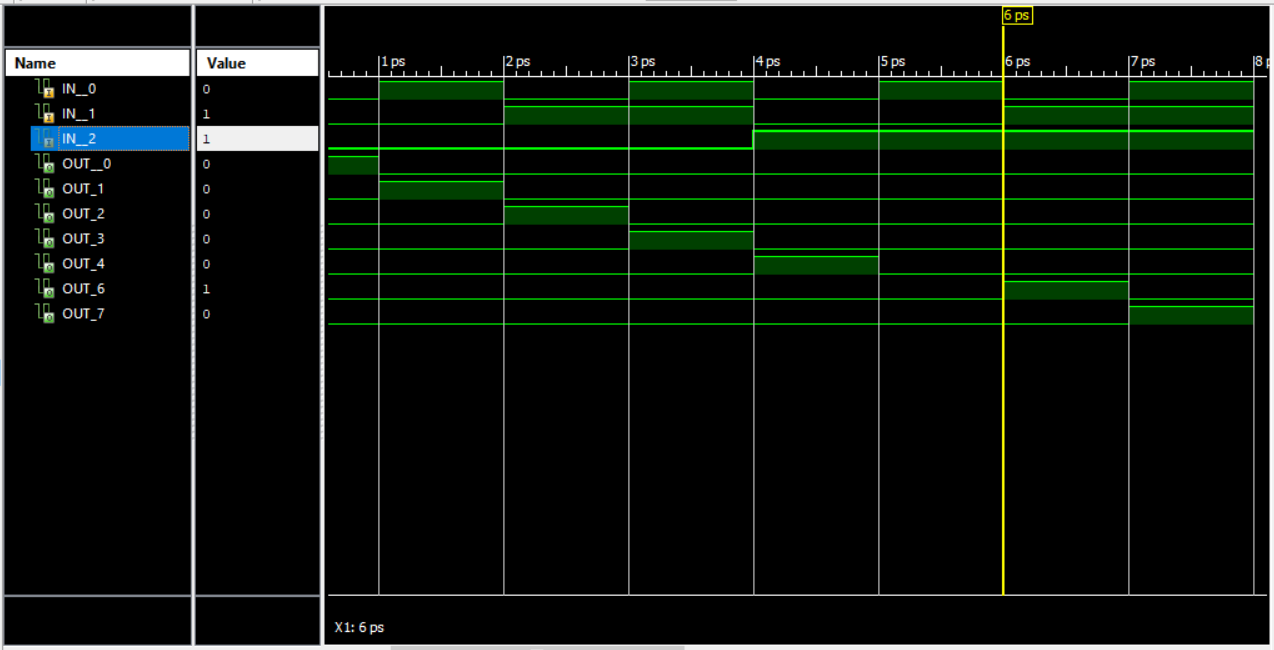 6 ps
Name Value
1 ps 2 ps 3 ps 4 ps 5 ps 6 ps 7 ps 8 p
IN__0 0
IN__1 1
IN__2 1
OUT__0 0
OUT_1 0
OUT_2 0
OUT_3 0
OUT_4 0
OUT_6 1
OUT_7 0
X1: 6 ps